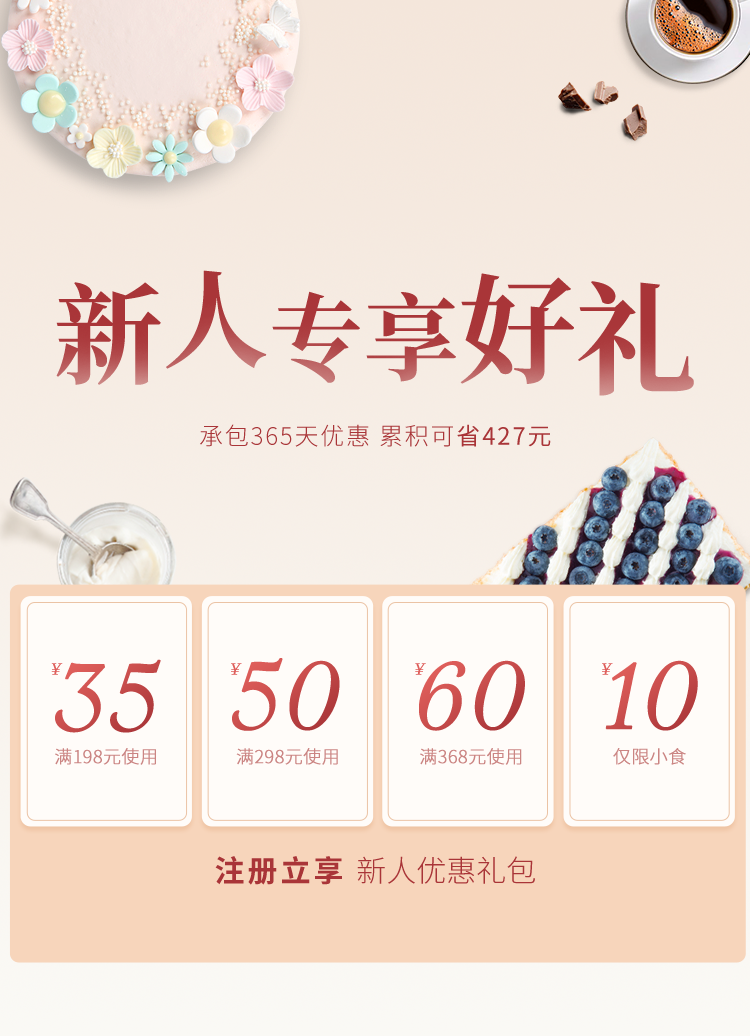 新人专享好礼
承包365天优惠 累积可省427元
¥35
满198元使用
¥50
满298元使用
¥60
满368元使用
¥10
仅限小食
注册立享 新人优惠礼包